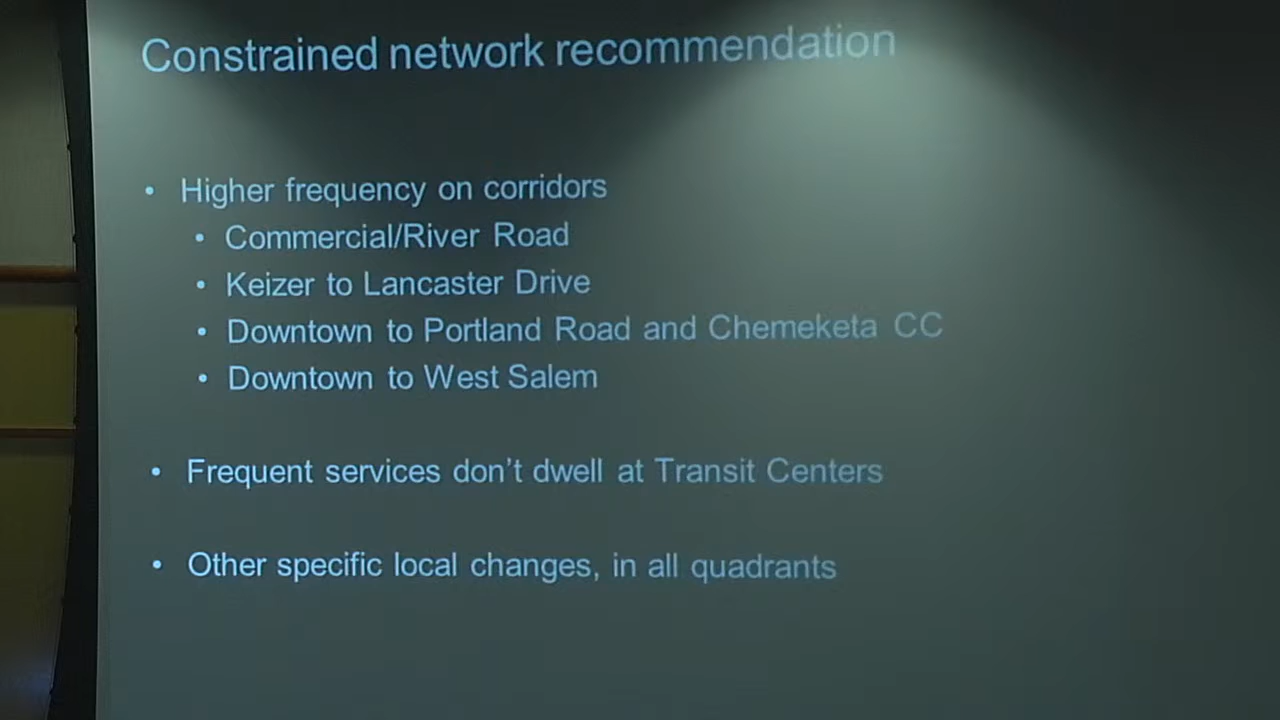 Constrained network recommendation
• Higher frequency on corridors
• Commercial/River Road
• Keizer to Lancaster Drive
• Downtown to Portland Road and Chemeketa CC
• Downtown to West Salem
• Frequent services don't dwell at Transit Centers
• Other specific local changes, in all quadrants